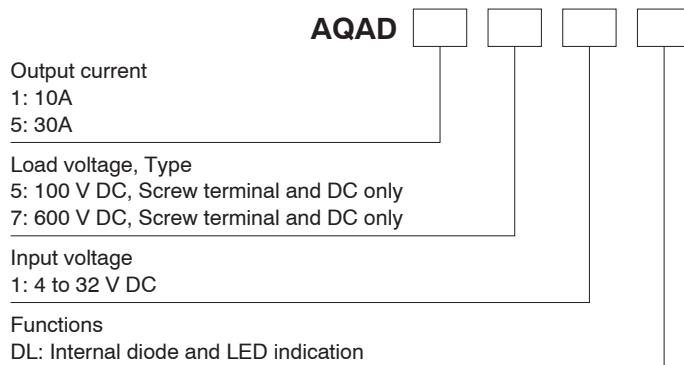 AQAD
Output current
1: 10A
5: 30A
Load voltage, Type
5: 100 V DC, Screw terminal and DC only
7: 600 V DC, Screw terminal and DC only
Input voltage
1: 4 to 32 V DC
Functions
DL: Internal diode and LED indication